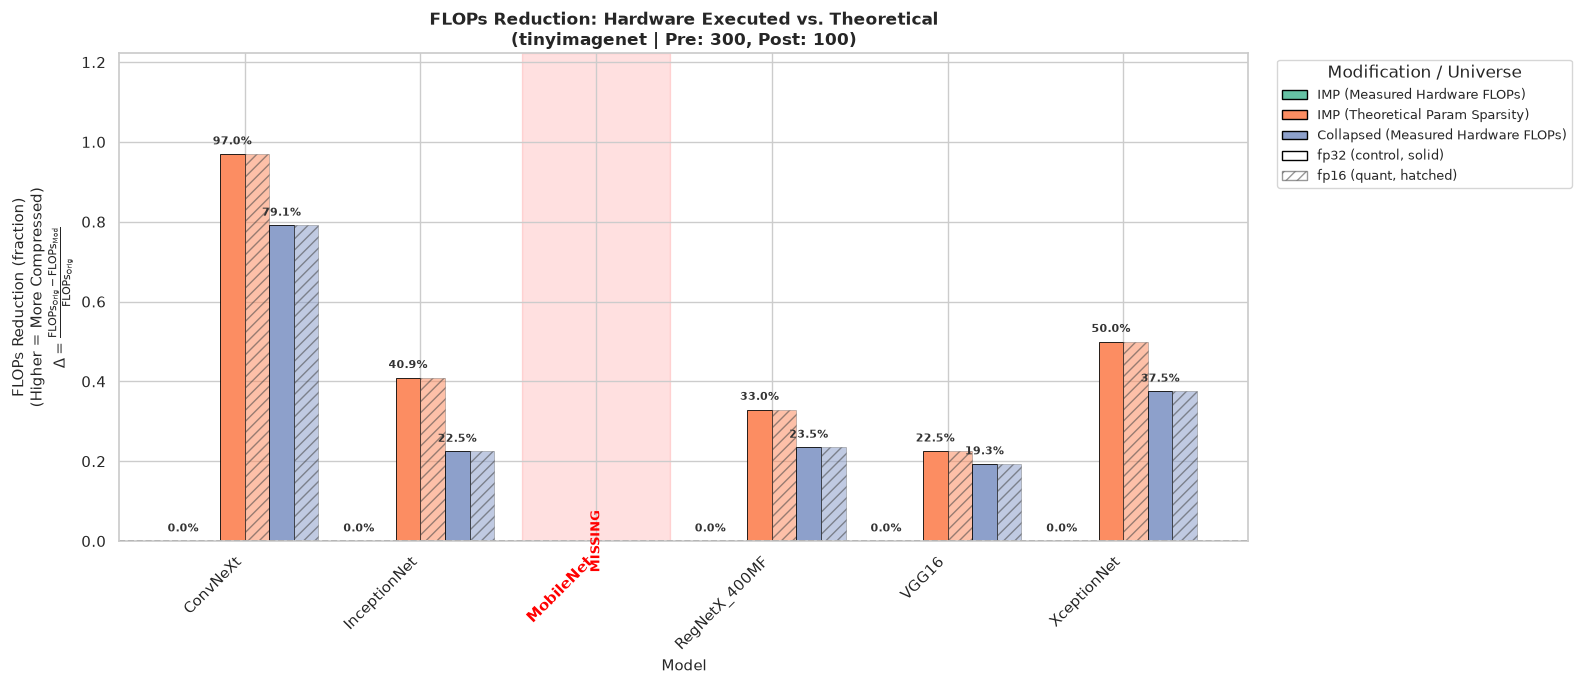 FLOPs Reduction: Hardware Executed vs. Theoretical
(tinyimagenet | Pre: 300, Post: 100)
FLOPs Reduction (fraction)
(Higher = More Compressed)
Δ = (FLOPs_Orig − FLOPs_Mod) / FLOPs_Orig
1.2
1.0
0.8
0.6
0.4
0.2
0.0
0.0%
97.0%
79.1%
0.0%
40.9%
22.5%
MISSING
0.0%
33.0%
23.5%
0.0%
22.5%
19.3%
0.0%
50.0%
37.5%
ConvNeXt
InceptionNet
MobileNet
RegNetX_400MF
VGG16
XceptionNet
Model
Modification / Universe
IMP (Measured Hardware FLOPs)
IMP (Theoretical Param Sparsity)
Collapsed (Measured Hardware FLOPs)
fp32 (control, solid)
fp16 (quant, hatched)